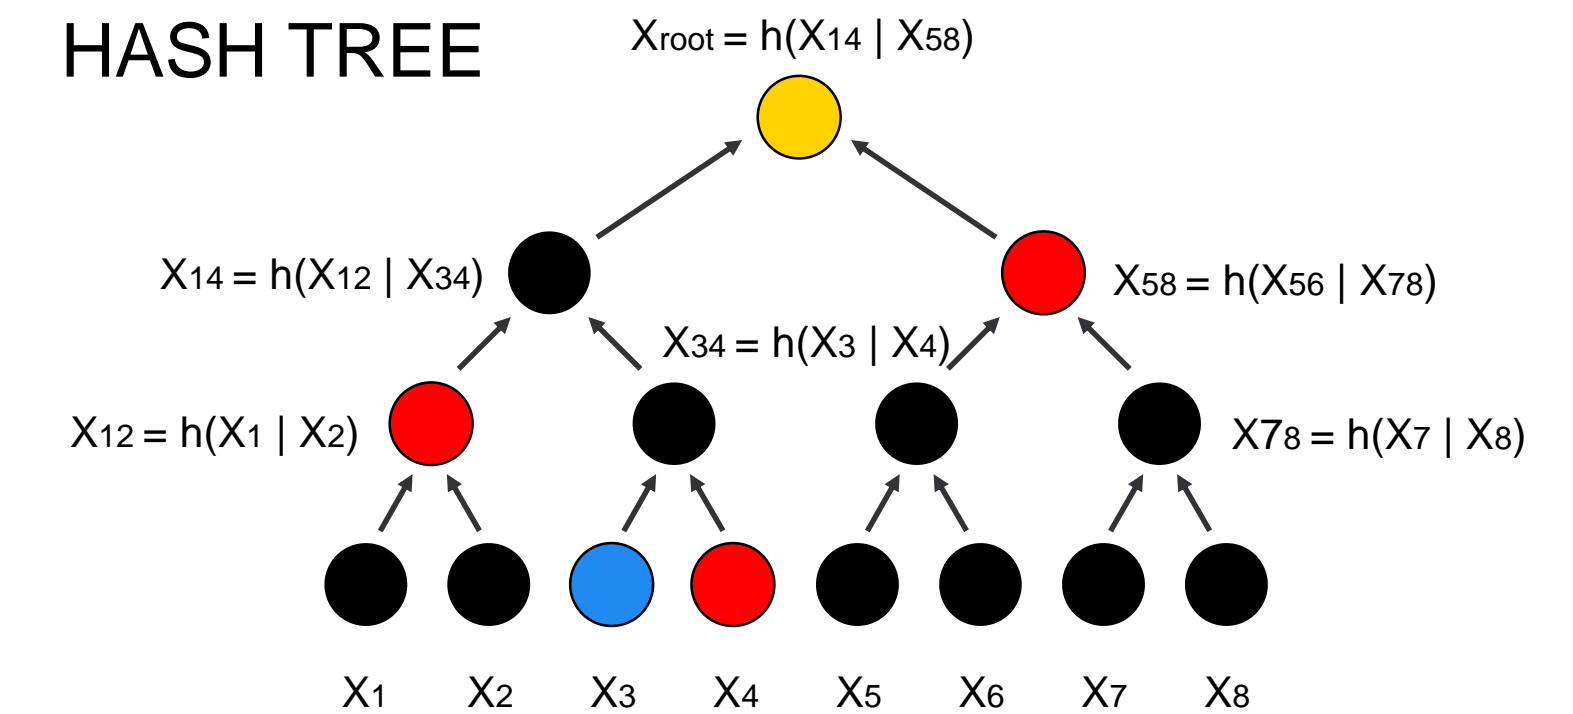 HASH TREE
Xroot = h(X14 | X58)
X14 = h(X12 | X34)
X58 = h(X56 | X78)
X34 = h(X3 | X4)
X12 = h(X1 | X2)
X78 = h(X7 | X8)
X1 X2 X3 X4 X5 X6 X7 X8